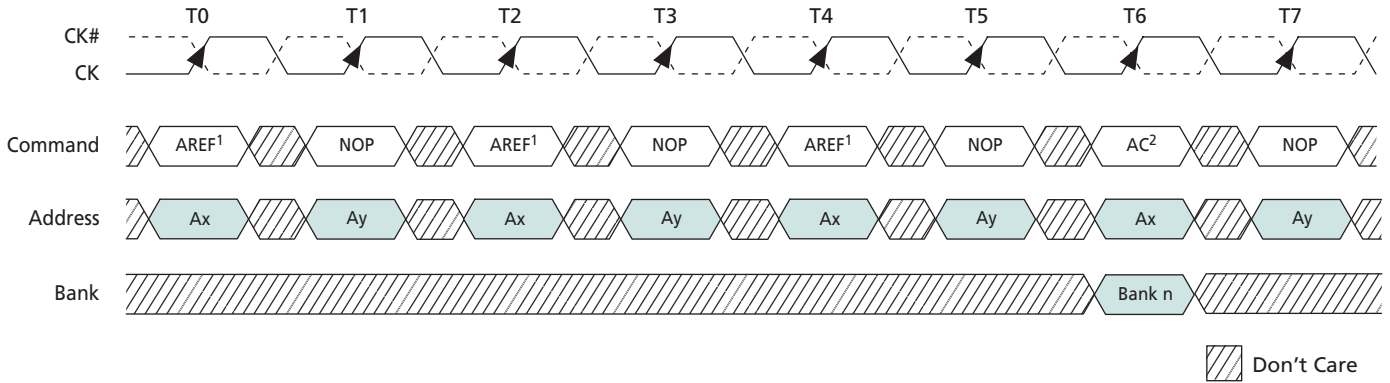 T0 T1 T2 T3 T4 T5 T6 T7
CK#
CK
Command AREF¹ NOP AREF¹ NOP AREF¹ NOP AC² NOP
Address Ax Ay Ax Ay Ax Ay Ax Ay
Bank Bank n
Don't Care